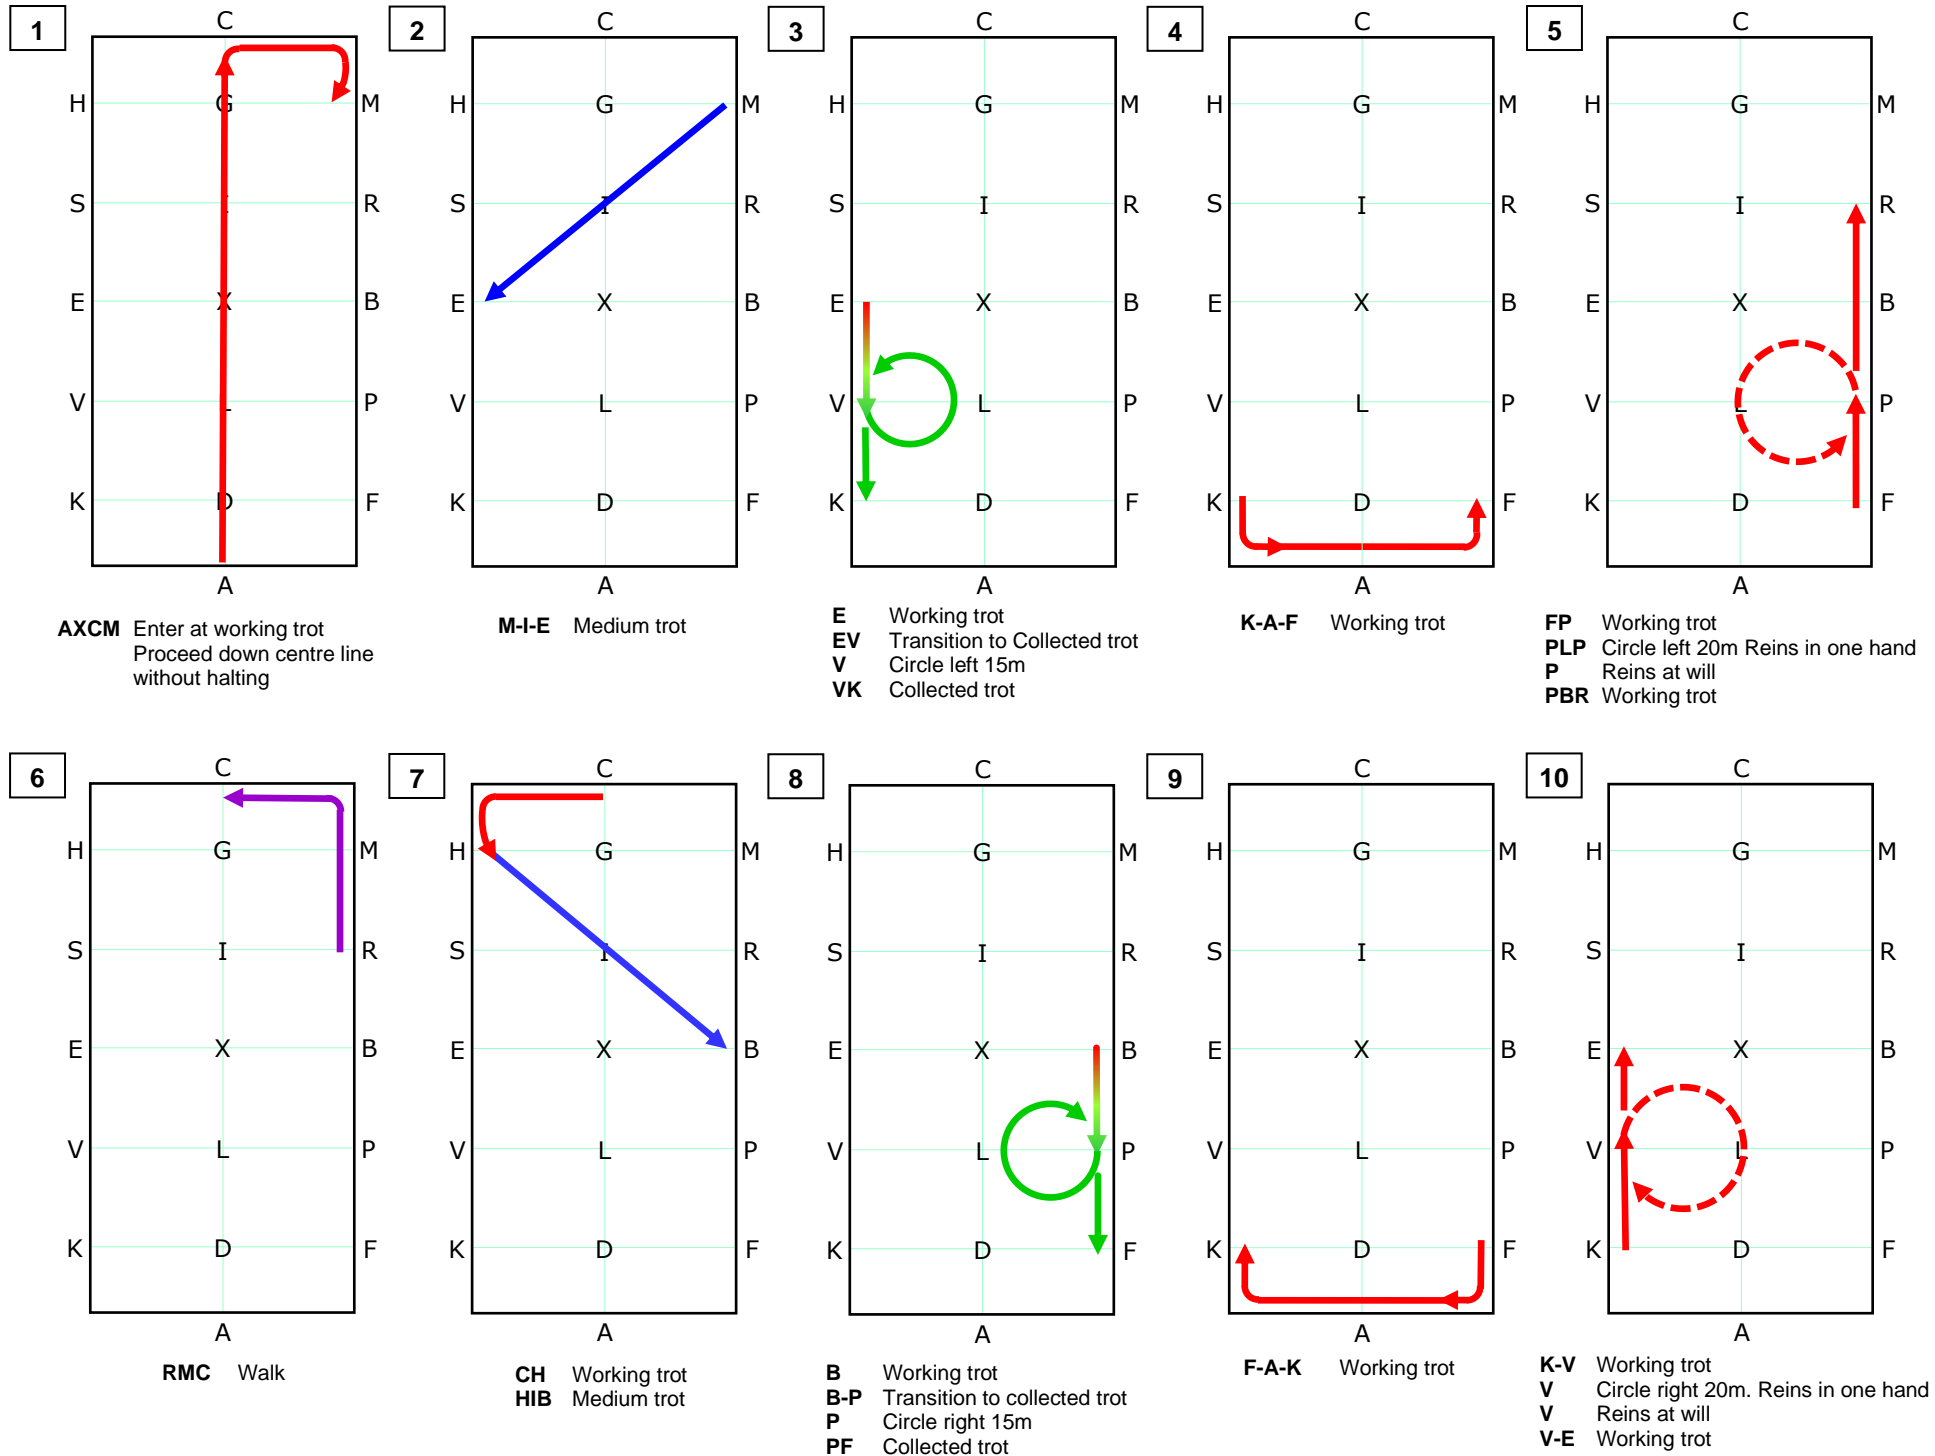 1
C
H G M
S I R
E X B
V L P
K D F
A
AXCM Enter at working trot
Proceed down centre line
without halting
2
C
H G M
S I R
E X B
V L P
K D F
A
M-I-E Medium trot
3
C
H G M
S I R
E X B
V L P
K D F
A
E Working trot
EV Transition to Collected trot
V Circle left 15m
VK Collected trot
4
C
H G M
S I R
E X B
V L P
K D F
A
K-A-F Working trot
5
C
H G M
S I R
E X B
V L P
K D F
A
FP Working trot
PLP Circle left 20m Reins in one hand
P Reins at will
PBR Working trot
6
C
H G M
S I R
E X B
V L P
K D F
A
RMC Walk
7
C
H G M
S I R
E X B
V L P
K D F
A
CH Working trot
HIB Medium trot
8
C
H G M
S I R
E X B
V L P
K D F
A
B Working trot
B-P Transition to collected trot
P Circle right 15m
PF Collected trot
9
C
H G M
S I R
E X B
V L P
K D F
A
F-A-K Working trot
10
C
H G M
S I R
E X B
V L P
K D F
A
K-V Working trot
V Circle right 20m. Reins in one hand
V Reins at will
V-E Working trot